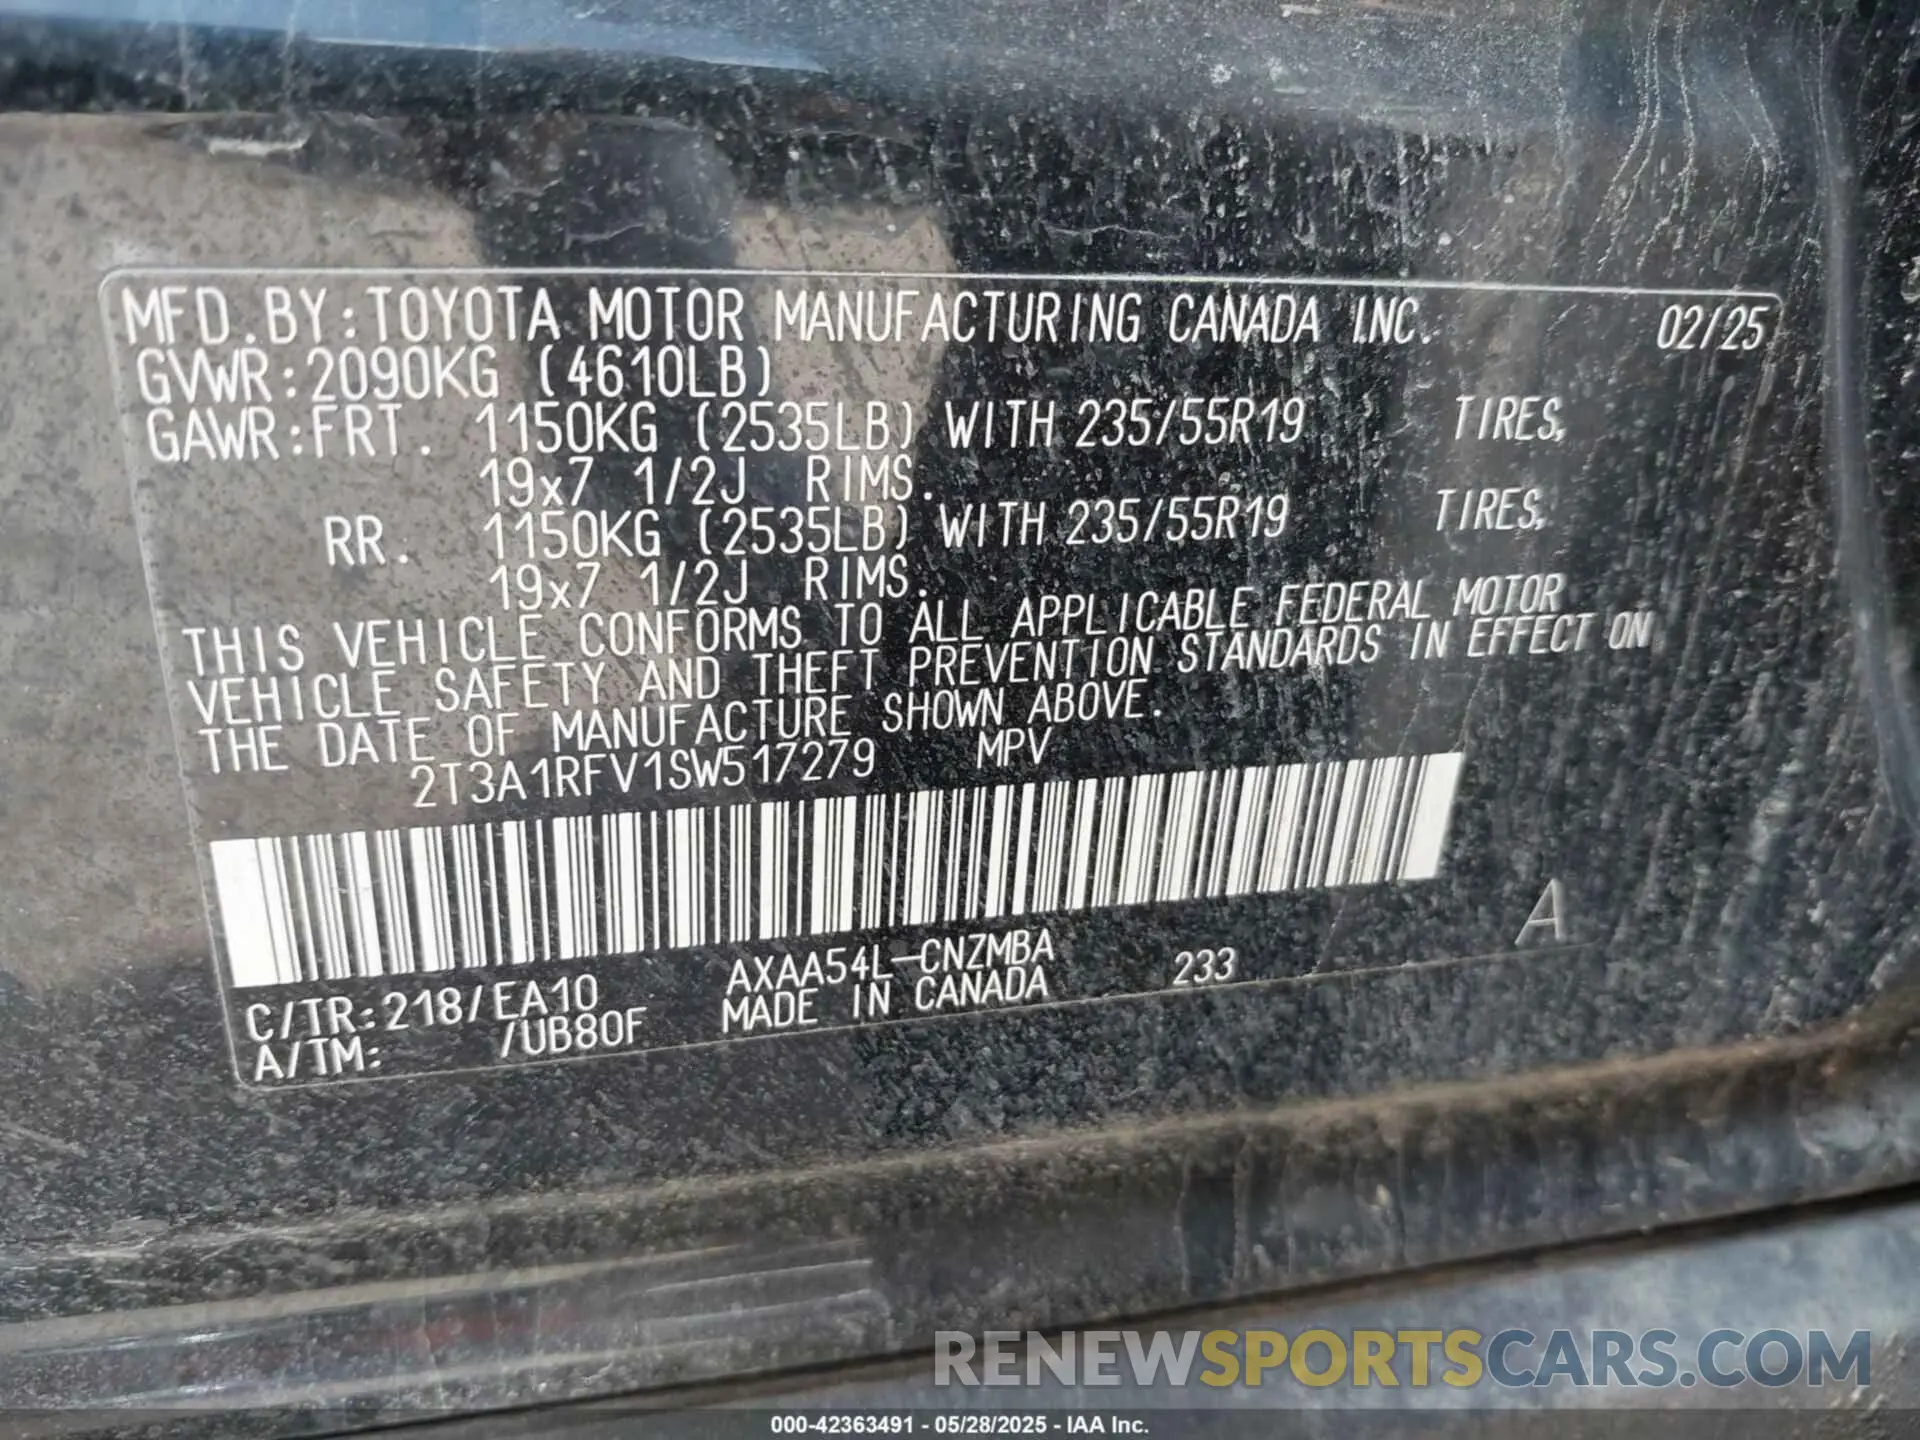 MFD.BY:TOYOTA MOTOR MANUFACTURING CANADA INC. 02/25
GVWR:2090KG (4610LB)
GAWR:FRT. 1150KG (2535LB) WITH 235/55R19 TIRES,
19x7 1/2J RIMS.
RR. 1150KG (2535LB) WITH 235/55R19 TIRES,
19x7 1/2J RIMS.
THIS VEHICLE CONFORMS TO ALL APPLICABLE FEDERAL MOTOR
VEHICLE SAFETY AND THEFT PREVENTION STANDARDS IN EFFECT ON
THE DATE OF MANUFACTURE SHOWN ABOVE.
2T3A1RFV1SW517279 MPV
A
C/TR:218/EA10 AXAA54L-CNZMBA 233
A/TM: /UB80F MADE IN CANADA
RENEWSPORTSCARS.COM
000-42363491 - 05/28/2025 - IAA Inc.